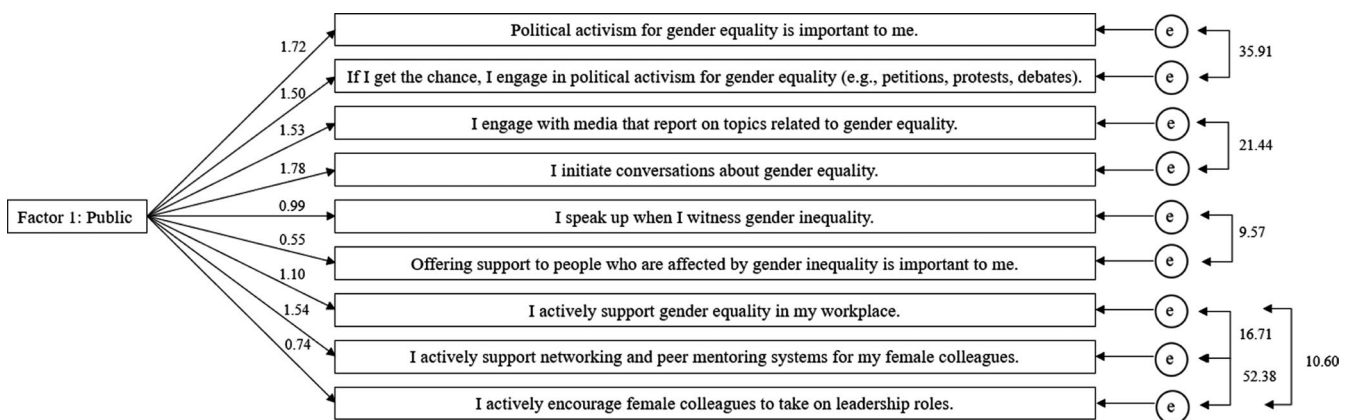 Political activism for gender equality is important to me.
e
1.72
35.91
If I get the chance, I engage in political activism for gender equality (e.g., petitions, protests, debates).
e
1.50
I engage with media that report on topics related to gender equality.
e
1.53
21.44
I initiate conversations about gender equality.
e
1.78
Factor 1: Public
0.99
I speak up when I witness gender inequality.
e
9.57
0.55
Offering support to people who are affected by gender inequality is important to me.
e
1.10
I actively support gender equality in my workplace.
e
1.54
16.71
I actively support networking and peer mentoring systems for my female colleagues.
e
10.60
0.74
52.38
I actively encourage female colleagues to take on leadership roles.
e